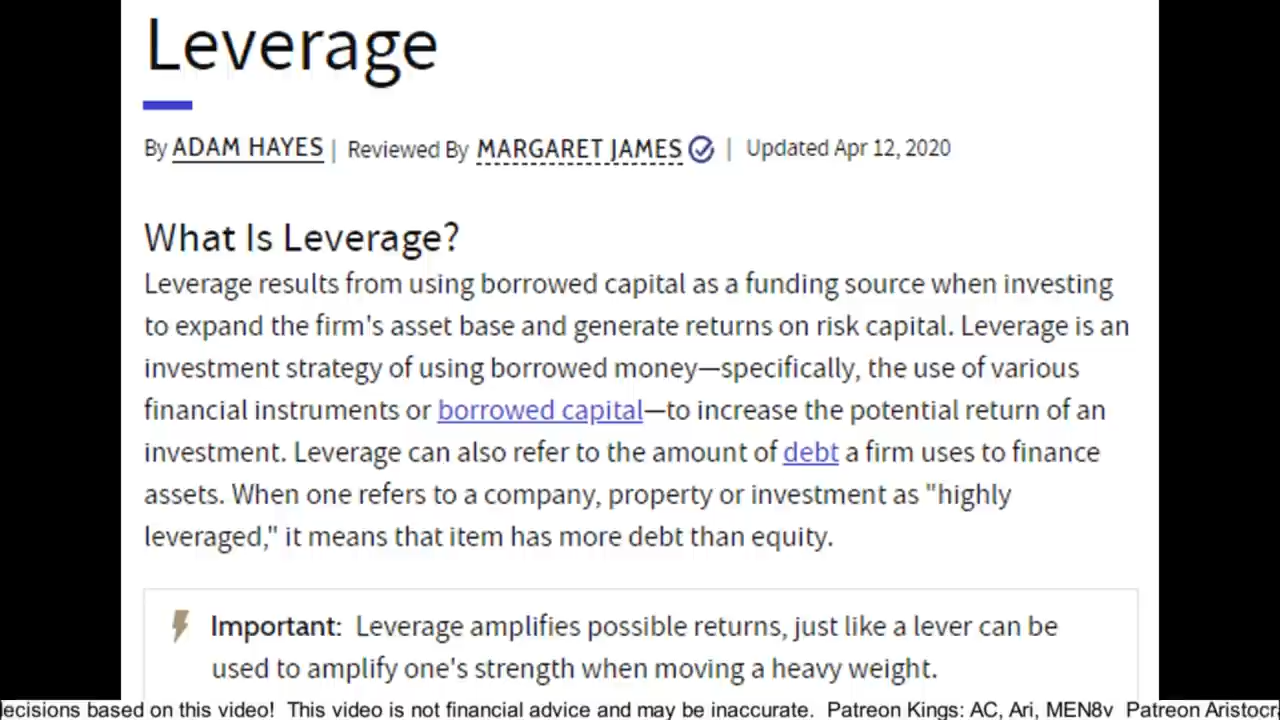 Leverage
By ADAM HAYES | Reviewed By MARGARET JAMES | Updated Apr 12, 2020
What Is Leverage?
Leverage results from using borrowed capital as a funding source when investing
to expand the firm's asset base and generate returns on risk capital. Leverage is an
investment strategy of using borrowed money—specifically, the use of various
financial instruments or borrowed capital—to increase the potential return of an
investment. Leverage can also refer to the amount of debt a firm uses to finance
assets. When one refers to a company, property or investment as "highly
leveraged," it means that item has more debt than equity.
Important: Leverage amplifies possible returns, just like a lever can be
used to amplify one's strength when moving a heavy weight.
ecisions based on this video! This video is not financial advice and may be inaccurate. Patreon Kings: AC, Ari, MEN8v Patreon Aristocr